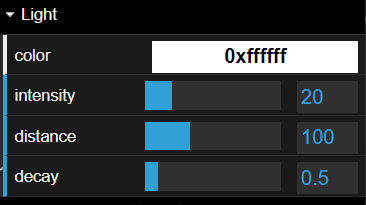 Light
color 0xffffff
intensity 20
distance 100
decay 0.5